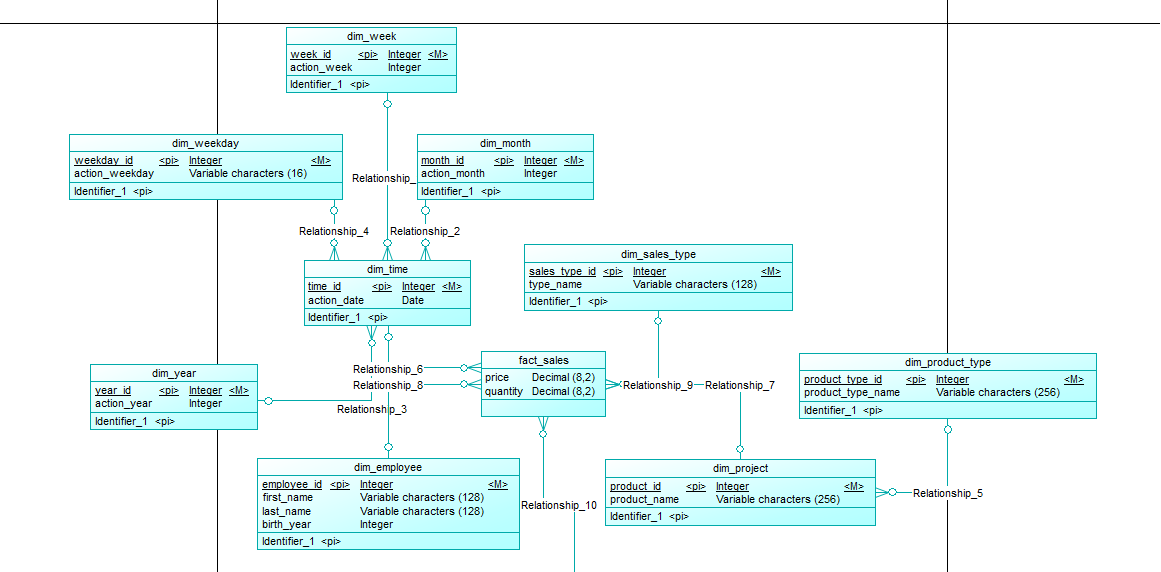 dim_week
week_id <pi> Integer <M>
action_week Integer
Identifier_1 <pi>
dim_weekday
weekday_id <pi> Integer <M>
action_weekday Variable characters (16)
Identifier_1 <pi>
dim_month
month_id <pi> Integer <M>
action_month Integer
Identifier_1 <pi>
Relationship_
Relationship_4
Relationship_2
dim_time
time_id <pi> Integer <M>
action_date Date
Identifier_1 <pi>
dim_sales_type
sales_type_id <pi> Integer <M>
type_name Variable characters (128)
Identifier_1 <pi>
dim_year
year_id <pi> Integer <M>
action_year Integer
Identifier_1 <pi>
Relationship_6
Relationship_8
Relationship_3
fact_sales
price Decimal (8,2)
quantity Decimal (8,2)
Relationship_9
Relationship_7
dim_product_type
product_type_id <pi> Integer <M>
product_type_name Variable characters (256)
Identifier_1 <pi>
dim_employee
employee_id <pi> Integer <M>
first_name Variable characters (128)
last_name Variable characters (128)
birth_year Integer
Identifier_1 <pi>
Relationship_10
dim_project
product_id <pi> Integer <M>
product_name Variable characters (256)
Identifier_1 <pi>
Relationship_5